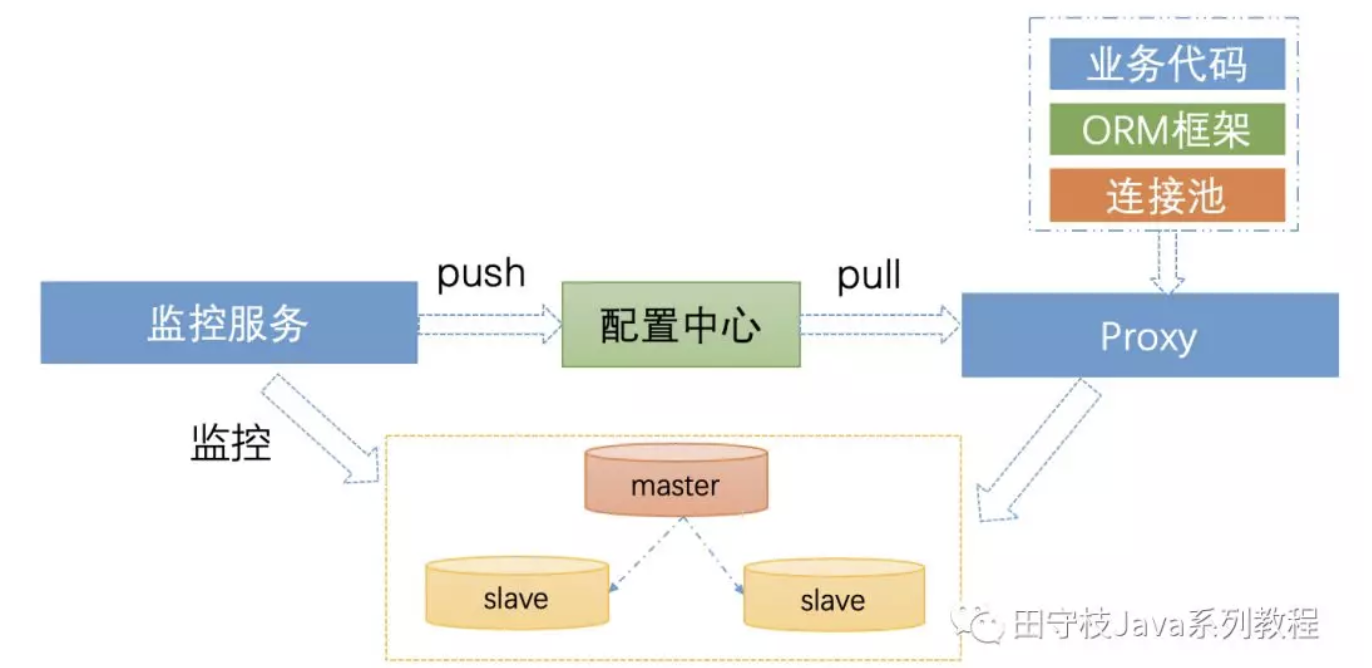 业务代码
ORM框架
连接池
push
pull
监控服务
配置中心
Proxy
监控
master
slave
slave
田守枝Java系列教程